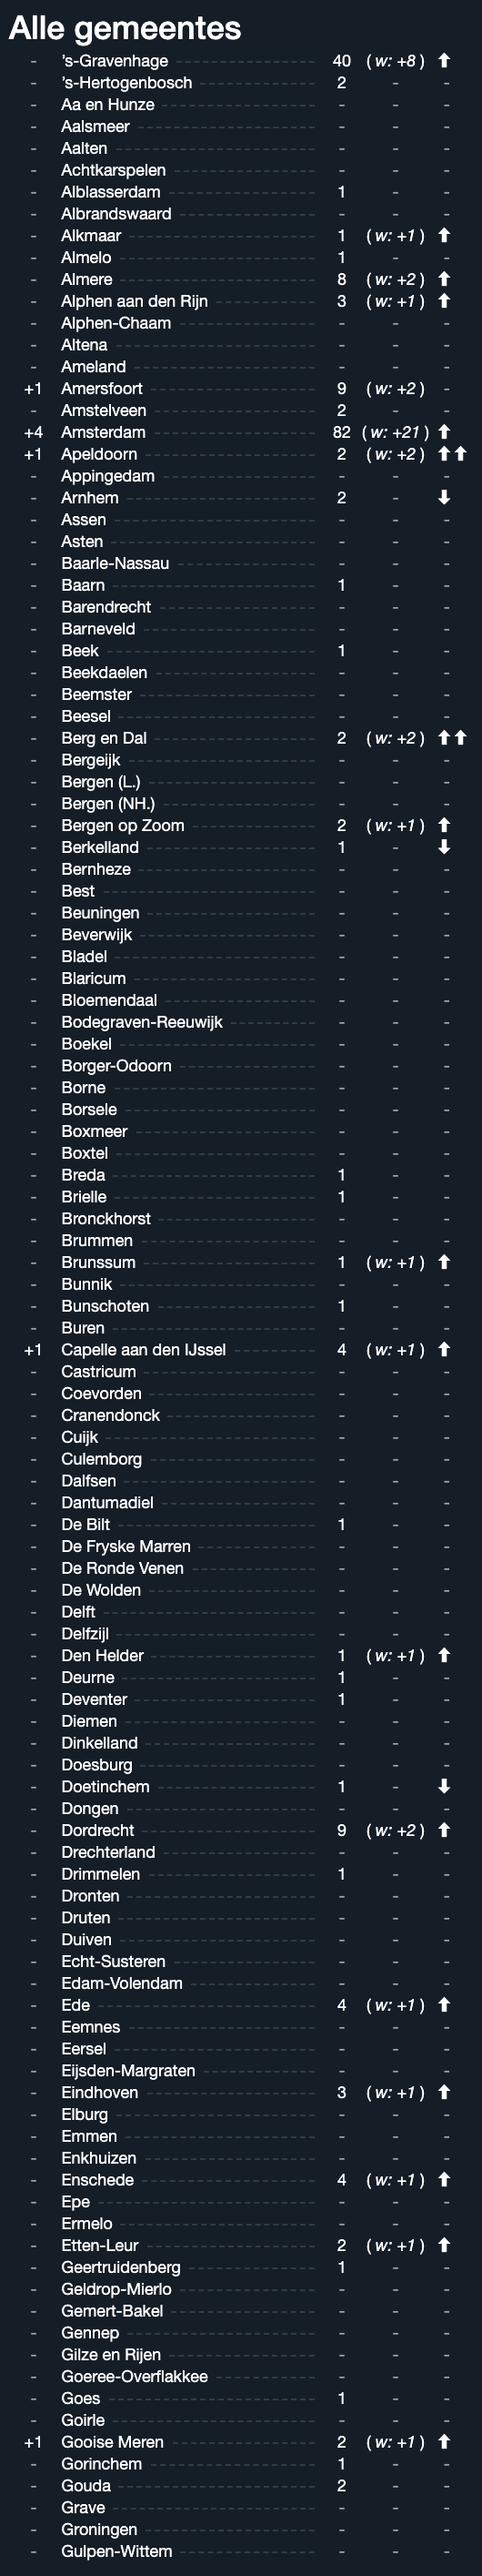 Alle gemeentes
- 's-Gravenhage 40 (w: +8) ⬆
- 's-Hertogenbosch 2 - -
- Aa en Hunze - - -
- Aalsmeer - - -
- Aalten - - -
- Achtkarspelen - - -
- Alblasserdam 1 - -
- Albrandswaard - - -
- Alkmaar 1 (w: +1) ⬆
- Almelo 1 - -
- Almere 8 (w: +2) ⬆
- Alphen aan den Rijn 3 (w: +1) ⬆
- Alphen-Chaam - - -
- Altena - - -
- Ameland - - -
+1 Amersfoort 9 (w: +2) -
- Amstelveen 2 - -
+4 Amsterdam 82 (w: +21) ⬆
+1 Apeldoorn 2 (w: +2) ⬆⬆
- Appingedam - - -
- Arnhem 2 - ⬇
- Assen - - -
- Asten - - -
- Baarle-Nassau - - -
- Baarn 1 - -
- Barendrecht - - -
- Barneveld - - -
- Beek 1 - -
- Beekdaelen - - -
- Beemster - - -
- Beesel - - -
- Berg en Dal 2 (w: +2) ⬆⬆
- Bergeijk - - -
- Bergen (L.) - - -
- Bergen (NH.) - - -
- Bergen op Zoom 2 (w: +1) ⬆
- Berkelland 1 - ⬇
- Bernheze - - -
- Best - - -
- Beuningen - - -
- Beverwijk - - -
- Bladel - - -
- Blaricum - - -
- Bloemendaal - - -
- Bodegraven-Reeuwijk - - -
- Boekel - - -
- Borger-Odoorn - - -
- Borne - - -
- Borsele - - -
- Boxmeer - - -
- Boxtel - - -
- Breda 1 - -
- Brielle 1 - -
- Bronckhorst - - -
- Brummen - - -
- Brunssum 1 (w: +1) ⬆
- Bunnik - - -
- Bunschoten 1 - -
- Buren - - -
+1 Capelle aan den IJssel 4 (w: +1) ⬆
- Castricum - - -
- Coevorden - - -
- Cranendonck - - -
- Cuijk - - -
- Culemborg - - -
- Dalfsen - - -
- Dantumadiel - - -
- De Bilt 1 - -
- De Fryske Marren - - -
- De Ronde Venen - - -
- De Wolden - - -
- Delft - - -
- Delfzijl - - -
- Den Helder 1 (w: +1) ⬆
- Deurne 1 - -
- Deventer 1 - -
- Diemen - - -
- Dinkelland - - -
- Doesburg - - -
- Doetinchem 1 - ⬇
- Dongen - - -
- Dordrecht 9 (w: +2) ⬆
- Drechterland - - -
- Drimmelen 1 - -
- Dronten - - -
- Druten - - -
- Duiven - - -
- Echt-Susteren - - -
- Edam-Volendam - - -
- Ede 4 (w: +1) ⬆
- Eemnes - - -
- Eersel - - -
- Eijsden-Margraten - - -
- Eindhoven 3 (w: +1) ⬆
- Elburg - - -
- Emmen - - -
- Enkhuizen - - -
- Enschede 4 (w: +1) ⬆
- Epe - - -
- Ermelo - - -
- Etten-Leur 2 (w: +1) ⬆
- Geertruidenberg 1 - -
- Geldrop-Mierlo - - -
- Gemert-Bakel - - -
- Gennep - - -
- Gilze en Rijen - - -
- Goeree-Overflakkee - - -
- Goes 1 - -
- Goirle - - -
+1 Gooise Meren 2 (w: +1) ⬆
- Gorinchem 1 - -
- Gouda 2 - -
- Grave - - -
- Groningen - - -
- Gulpen-Wittem - - -